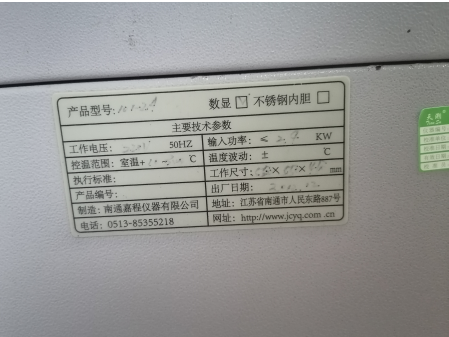 产品型号: 数显 ☑ 不锈钢内胆 □
主要技术参数
工作电压: 50HZ 输入功率: ≤ KW
控温范围: 室温+ ℃ 温度波动: ± ℃
执行标准: 工作尺寸: × × mm
产品编号: 出厂日期:
制造: 南通嘉程仪器有限公司 地址: 江苏省南通市人民东路887号
电话: 0513-85355218 网址: http://www.jcyq.com.cn
天衡